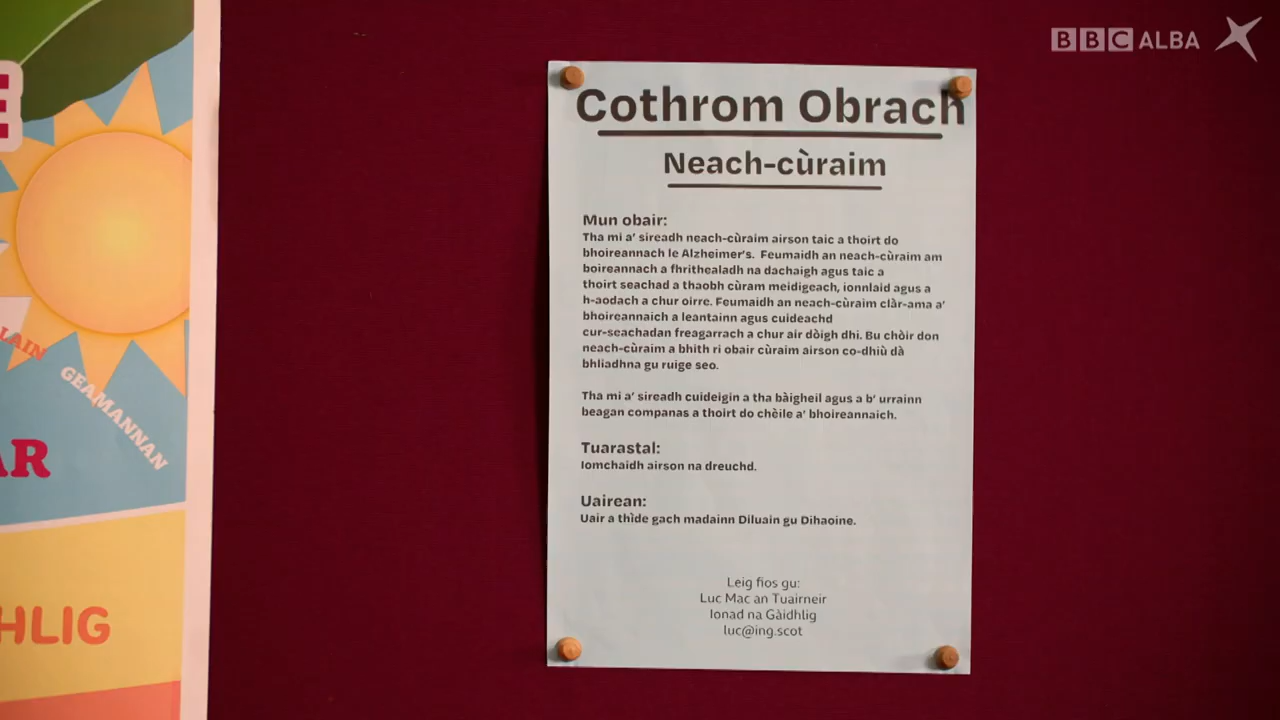 BBC ALBA
E
LAIN
GEAMANNAN
AR
HLIG
Cothrom Obrach
Neach-cùraim
Mun obair:
Tha mi a' sireadh neach-cùraim airson taic a thoirt do
bhoireannach le Alzheimer's. Feumaidh an neach-cùraim am
boireannach a fhrithealadh na dachaigh agus taic a
thoirt seachad a thaobh cùram meidigeach, ionnlaid agus a
h-aodach a chur oirre. Feumaidh an neach-cùraim clàr-ama a'
bhoireannaich a leantainn agus cuideachd
cur-seachadan freagarrach a chur air dòigh dhi. Bu chòir don
neach-cùraim a bhith ri obair cùraim airson co-dhiù dà
bhliadhna gu ruige seo.
Tha mi a' sireadh cuideigin a tha bàigheil agus a b' urrainn
beagan companas a thoirt do chèile a' bhoireannaich.
Tuarastal:
Iomchaidh airson na dreuchd.
Uairean:
Uair a thìde gach madainn Diluain gu Dihaoine.
Leig fios gu:
Luc Mac an Tuairneir
Ionad na Gàidhlig
luc@ing.scot